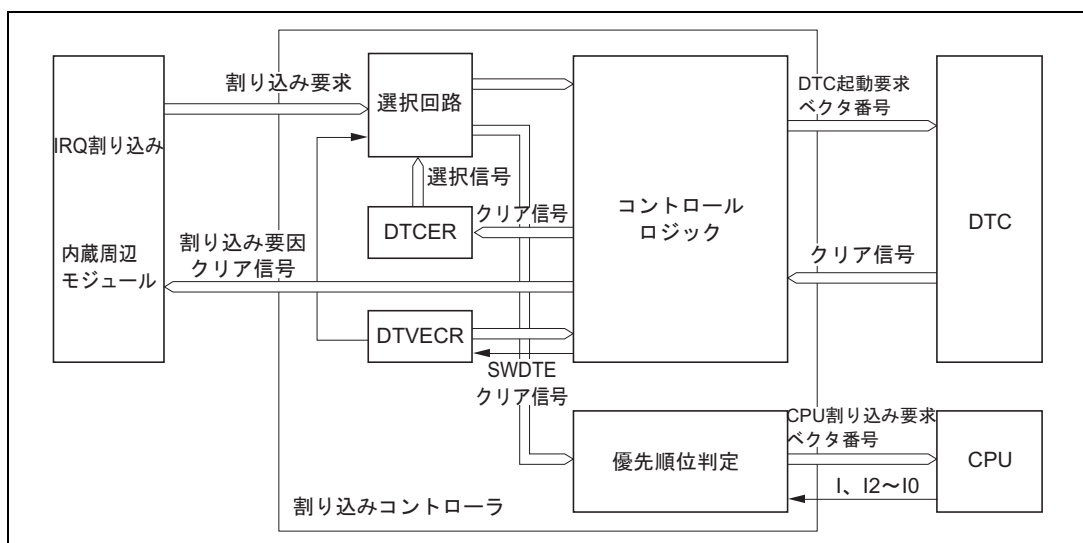 割り込み要求
選択回路
DTC起動要求
ベクタ番号
IRQ割り込み
選択信号
DTCER
クリア信号
コントロール
ロジック
DTC
内蔵周辺
モジュール
割り込み要因
クリア信号
クリア信号
DTVECR
SWDTE
クリア信号
CPU割り込み要求
ベクタ番号
優先順位判定
CPU
I、I2〜I0
割り込みコントローラ